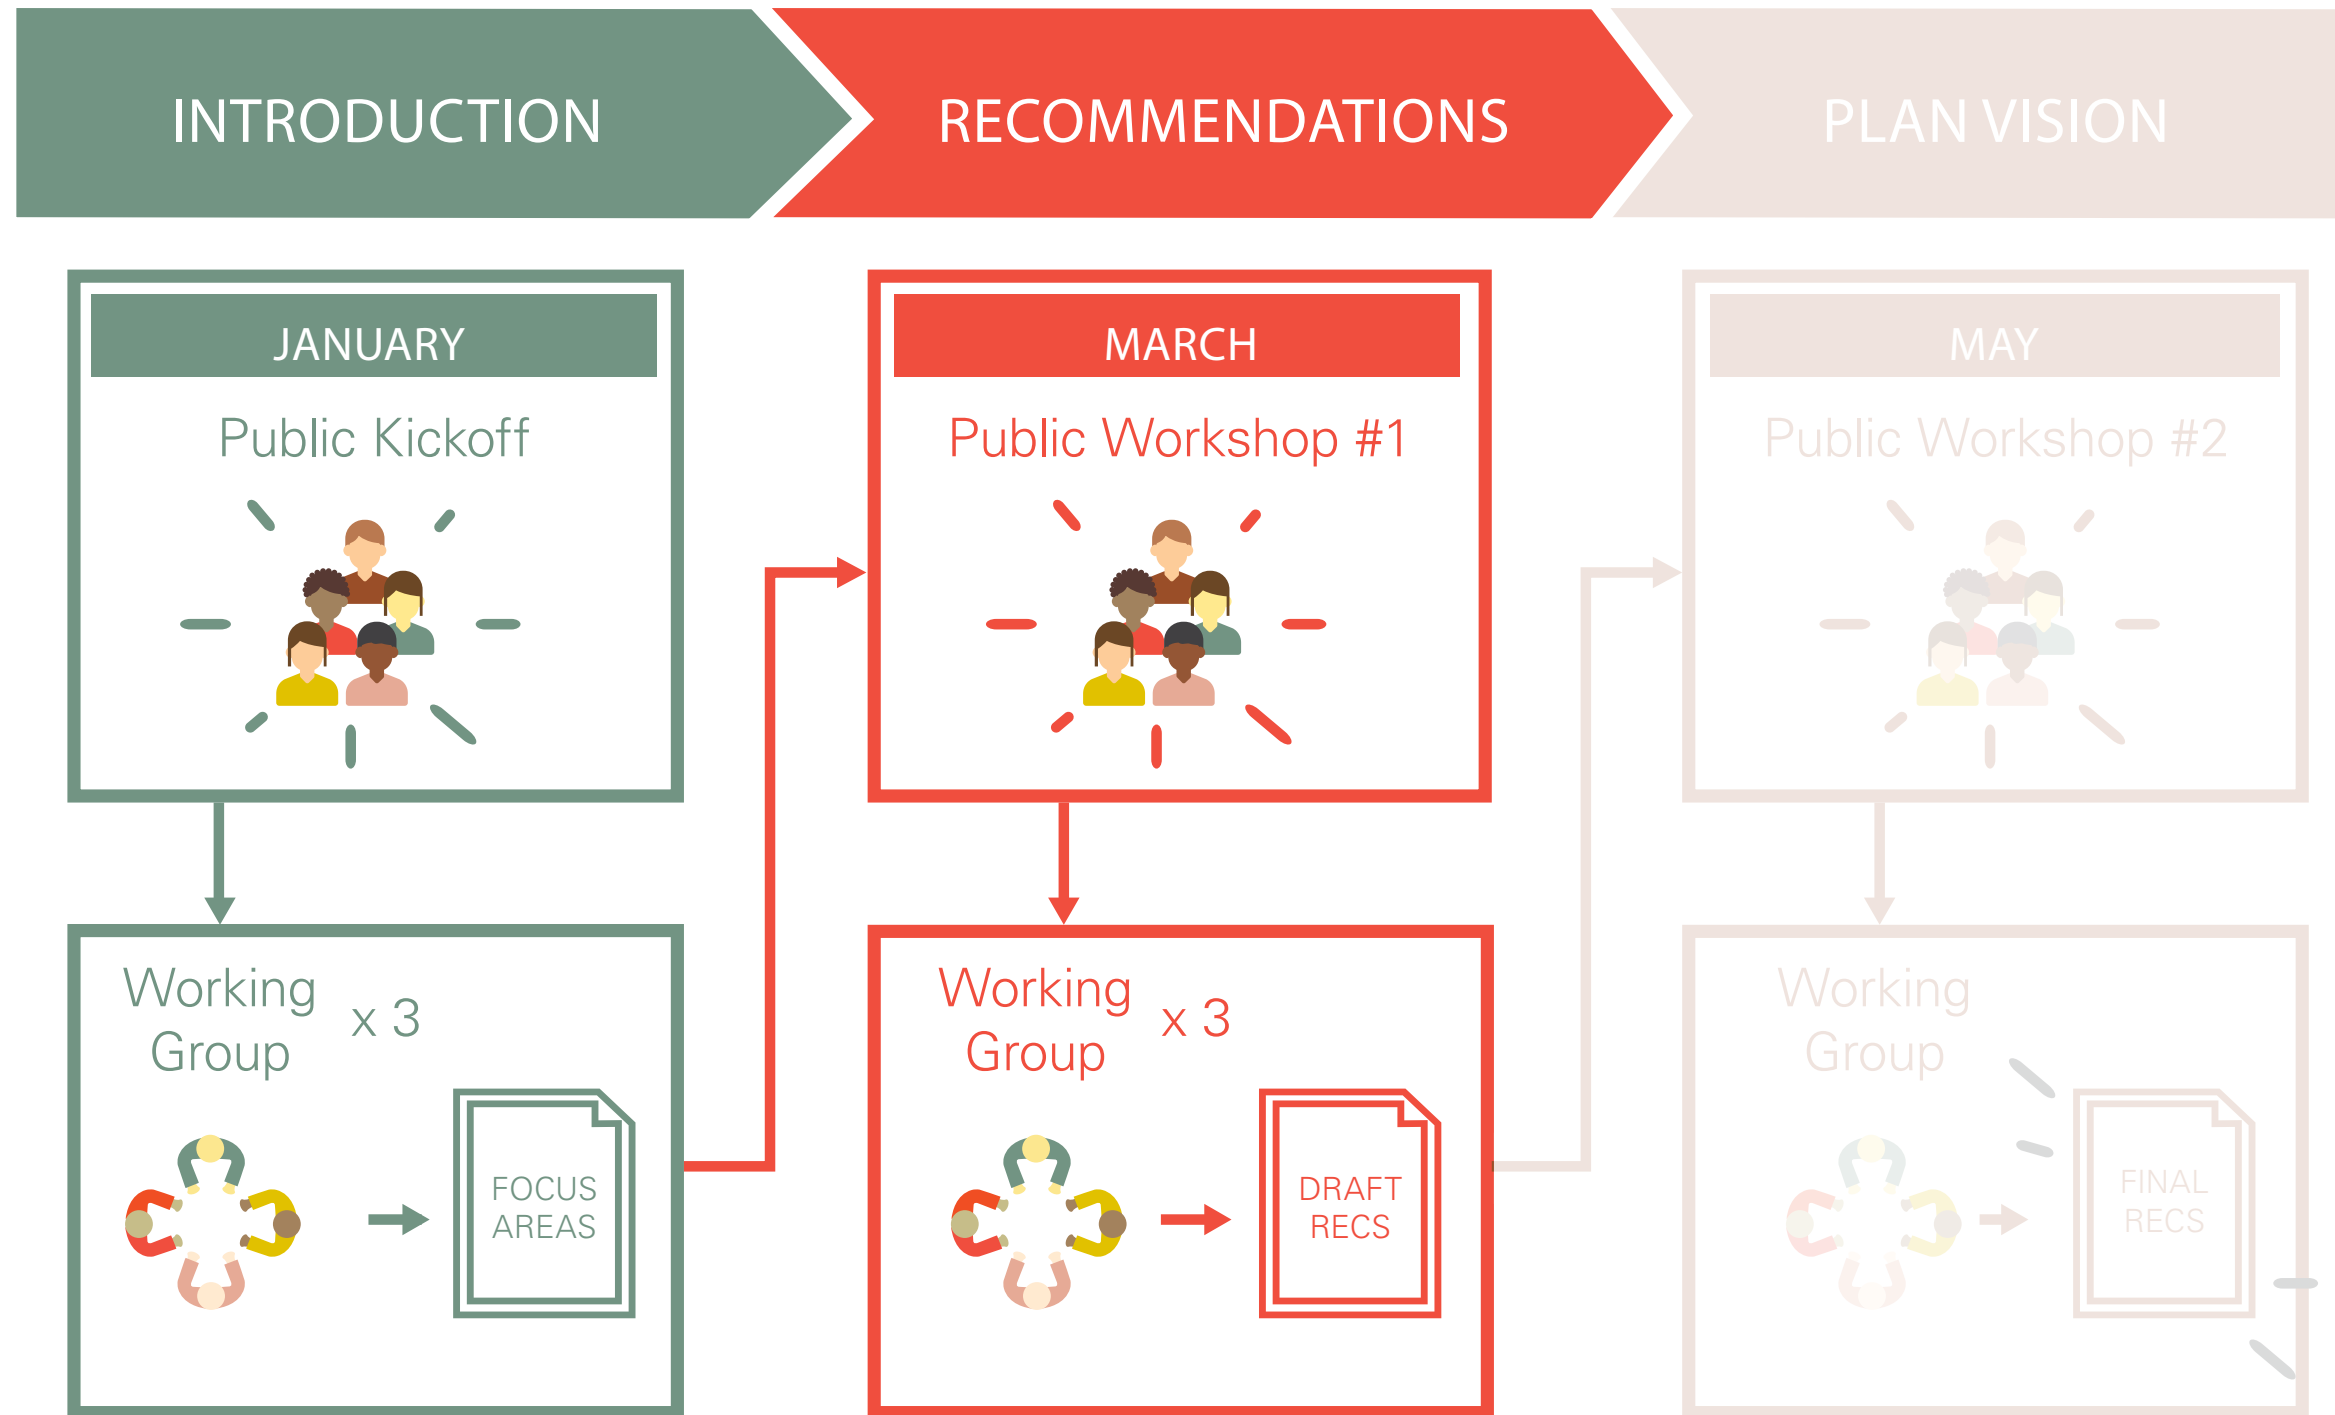 INTRODUCTION
RECOMMENDATIONS
PLAN VISION
JANUARY
Public Kickoff
MARCH
Public Workshop #1
MAY
Public Workshop #2
Working
Group
x 3
FOCUS
AREAS
Working
Group
x 3
DRAFT
RECS
Working
Group
FINAL
RECS